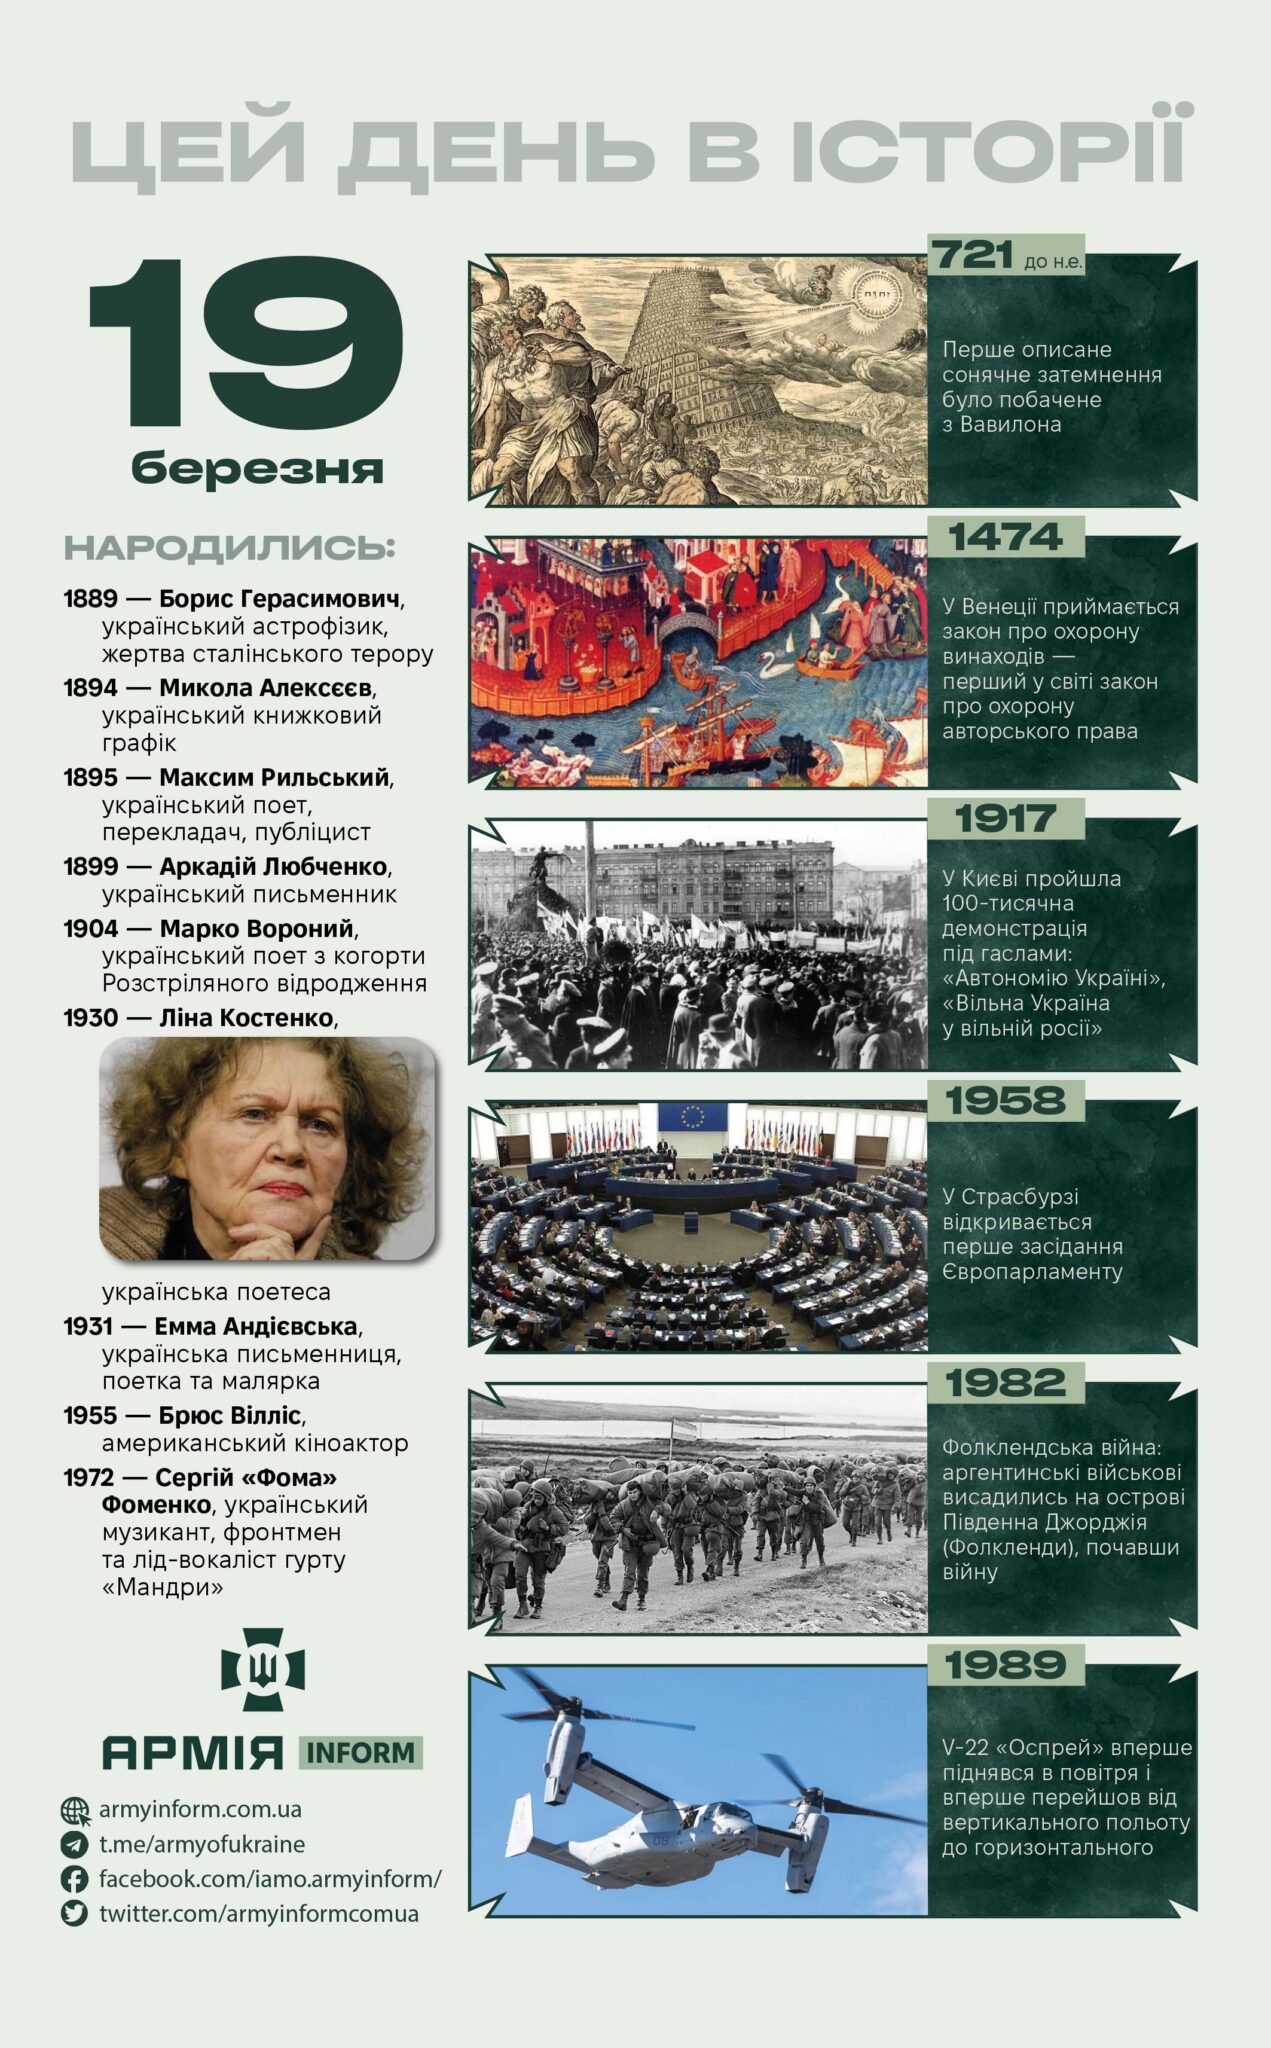 ЦЕЙ ДЕНЬ В ІСТОРІЇ
19
березня
НАРОДИЛИСЬ:
1889 — Борис Герасимович,
український астрофізик,
жертва сталінського терору
1894 — Микола Алексєєв,
український книжковий
графік
1895 — Максим Рильський,
український поет,
перекладач, публіцист
1899 — Аркадій Любченко,
український письменник
1904 — Марко Вороний,
український поет з когорти
Розстріляного відродження
1930 — Ліна Костенко,
українська поетеса
1931 — Емма Андієвська,
українська письменниця,
поетка та малярка
1955 — Брюс Вілліс,
американський кіноактор
1972 — Сергій «Фома»
Фоменко, український
музикант, фронтмен
та лід-вокаліст гурту
«Мандри»
АРМІЯ INFORM
armyinform.com.ua
t.me/armyofukraine
facebook.com/iamo.armyinform/
twitter.com/armyinformcomua
721 до н.е.
Перше описане
сонячне затемнення
було побачене
з Вавилона
1474
У Венеції приймається
закон про охорону
винаходів —
перший у світі закон
про охорону
авторського права
1917
У Києві пройшла
100-тисячна
демонстрація
під гаслами:
«Автономію Україні»,
«Вільна Україна
у вільній росії»
1958
У Страсбурзі
відкривається
перше засідання
Європарламенту
1982
Фолклендська війна:
аргентинські військові
висадились на острові
Південна Джорджія
(Фолкленди), почавши
війну
1989
V-22 «Оспрей» вперше
піднявся в повітря і
вперше перейшов від
вертикального польоту
до горизонтального